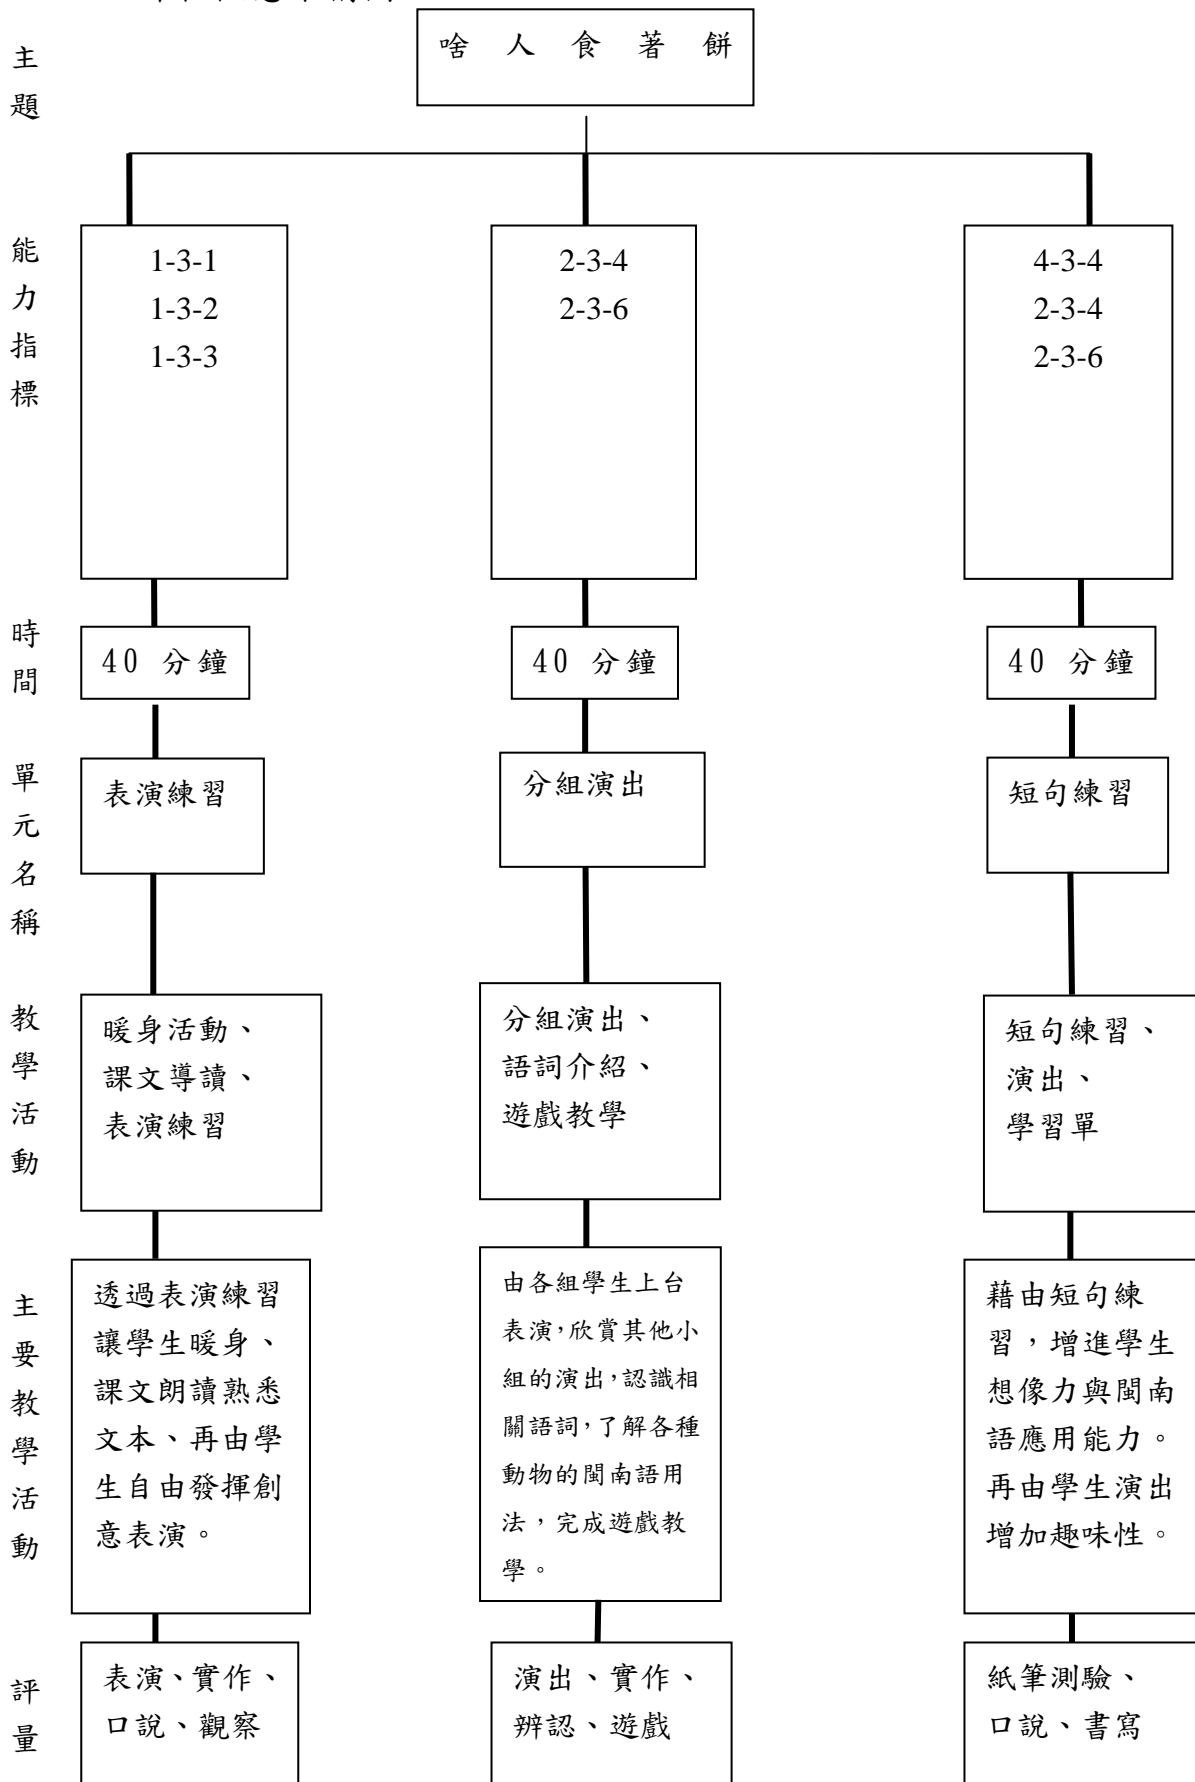 主
題
啥人食著餅
能
力
指
標
1-3-1
1-3-2
1-3-3
2-3-4
2-3-6
4-3-4
2-3-4
2-3-6
時
間
40 分鐘
40 分鐘
40 分鐘
單
元
名
稱
表演練習
分組演出
短句練習
教
學
活
動
暖身活動、
課文導讀、
表演練習
分組演出、
語詞介紹、
遊戲教學
短句練習、
演出、
學習單
主
要
教
學
活
動
透過表演練習
讓學生暖身、
課文朗讀熟悉
文本、再由學
生自由發揮創
意表演。
由各組學生上台
表演,欣賞其他小
組的演出,認識相
關語詞,了解各種
動物的閩南語用
法,完成遊戲教
學。
藉由短句練
習,增進學生
想像力與閩南
語應用能力。
再由學生演出
增加趣味性。
評
量
表演、實作、
口說、觀察
演出、實作、
辨認、遊戲
紙筆測驗、
口說、書寫